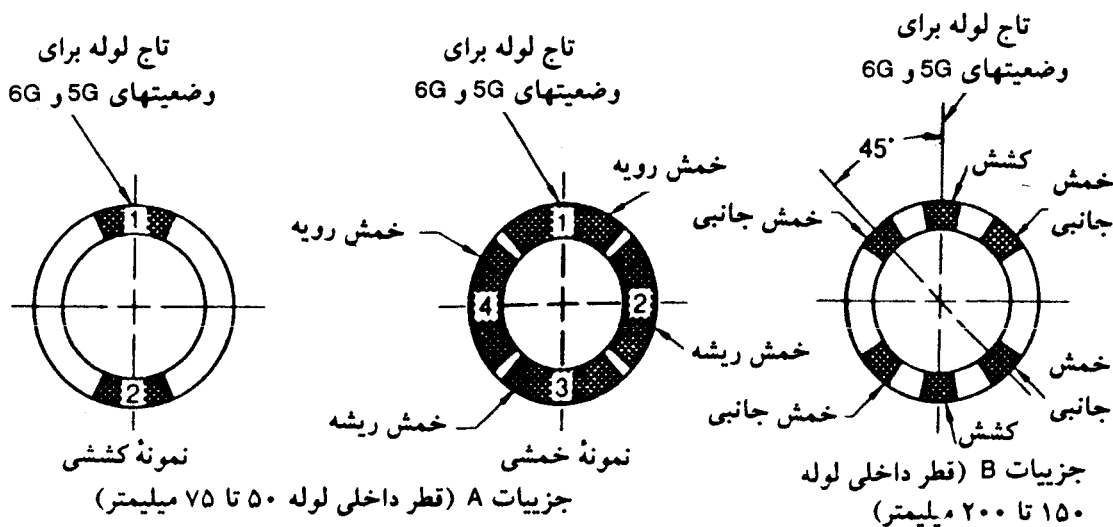 تاج لوله برای
وضعیتهای 5G و 6G
کشش
خمش
جانبی
45°
خمش جانبی
خمش
جانبی
خمش جانبی
کشش
جزییات B (قطر داخلی لوله
۱۵۰ تا ۲۰۰ میلیمتر)
تاج لوله برای
وضعیتهای 5G و 6G
خمش رویه
خمش رویه
1
2
3
4
خمش ریشه
خمش ریشه
نمونهٔ خمشی
تاج لوله برای
وضعیتهای 5G و 6G
1
2
نمونهٔ کششی
جزییات A (قطر داخلی لوله ۵۰ تا ۷۵ میلیمتر)